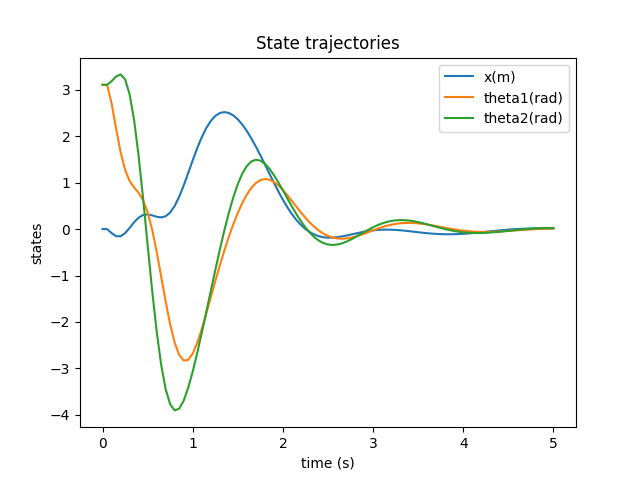 State trajectories
x(m)
theta1(rad)
theta2(rad)
states
3
2
1
0
−1
−2
−3
−4
0 1 2 3 4 5
time (s)